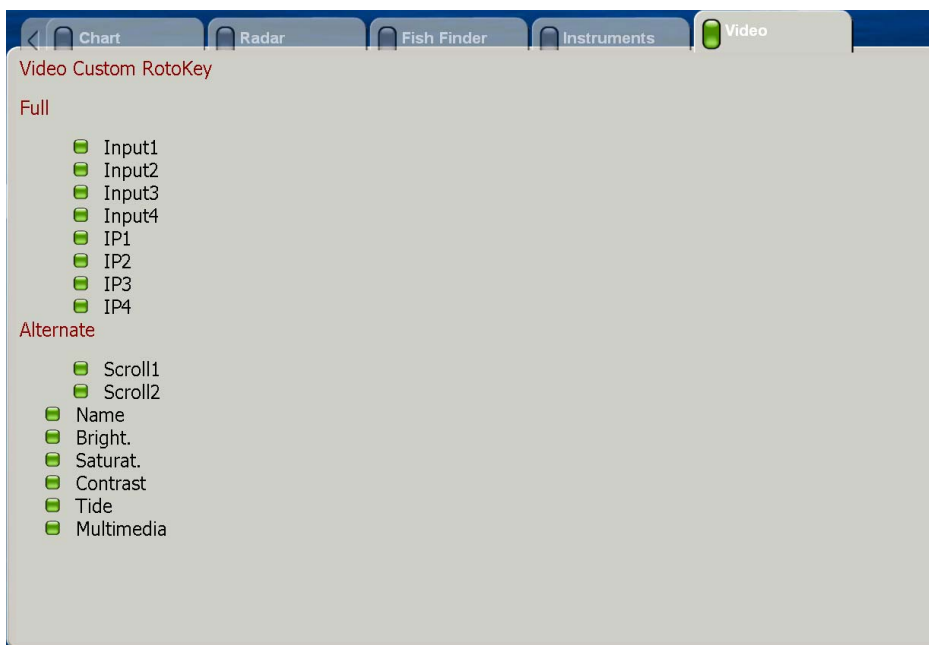 Chart Radar Fish Finder Instruments Video
Video Custom RotoKey
Full
Input1
Input2
Input3
Input4
IP1
IP2
IP3
IP4
Alternate
Scroll1
Scroll2
Name
Bright.
Saturat.
Contrast
Tide
Multimedia